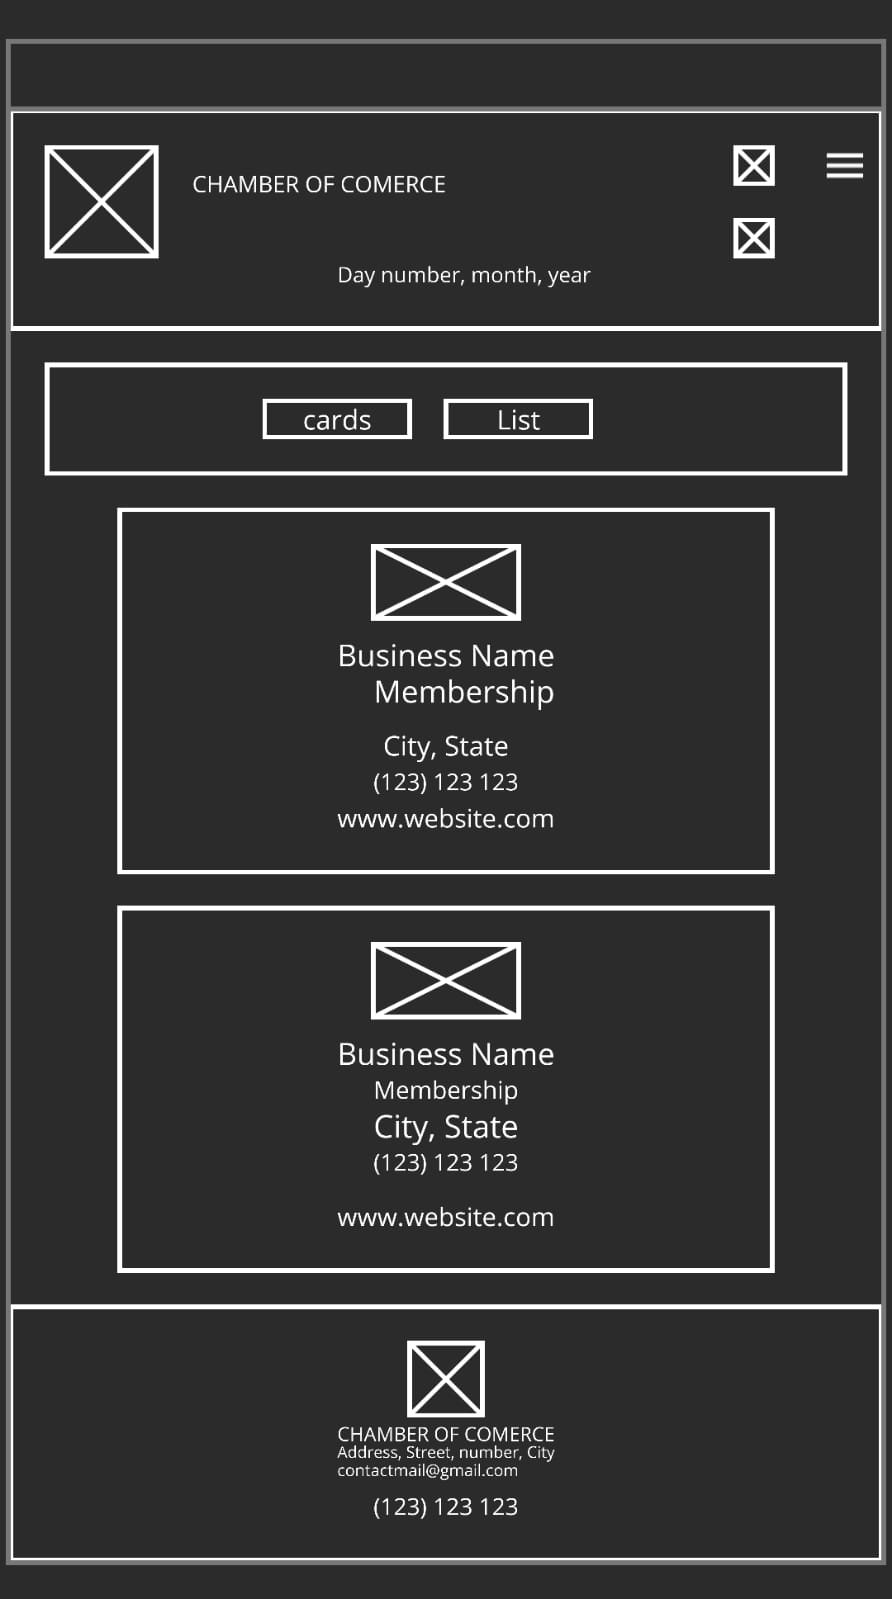 CHAMBER OF COMERCE
Day number, month, year
cards List
Business Name
Membership
City, State
(123) 123 123
www.website.com
Business Name
Membership
City, State
(123) 123 123
www.website.com
CHAMBER OF COMERCE
Address, Street, number, City
contactmail@gmail.com
(123) 123 123